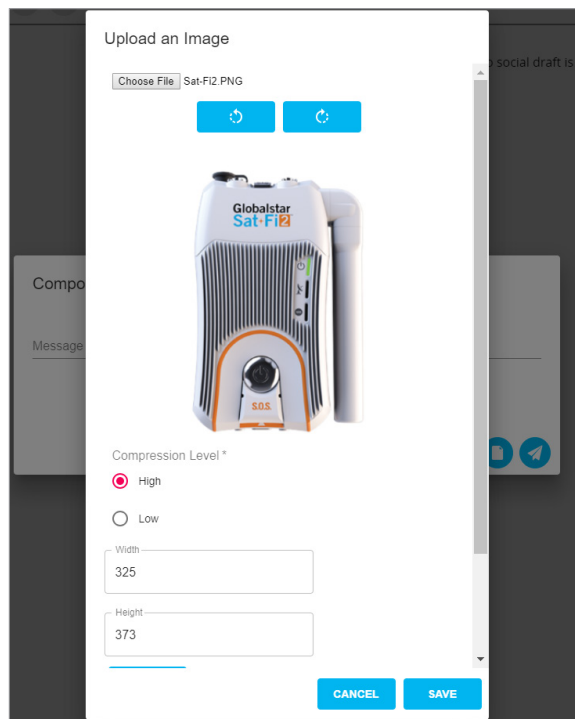 Upload an Image
social draft is
Choose File Sat-Fi2.PNG
Globalstar
Sat-Fi2
S.O.S.
Compo
Message
Compression Level *
High
Low
Width
325
Height
373
CANCEL SAVE